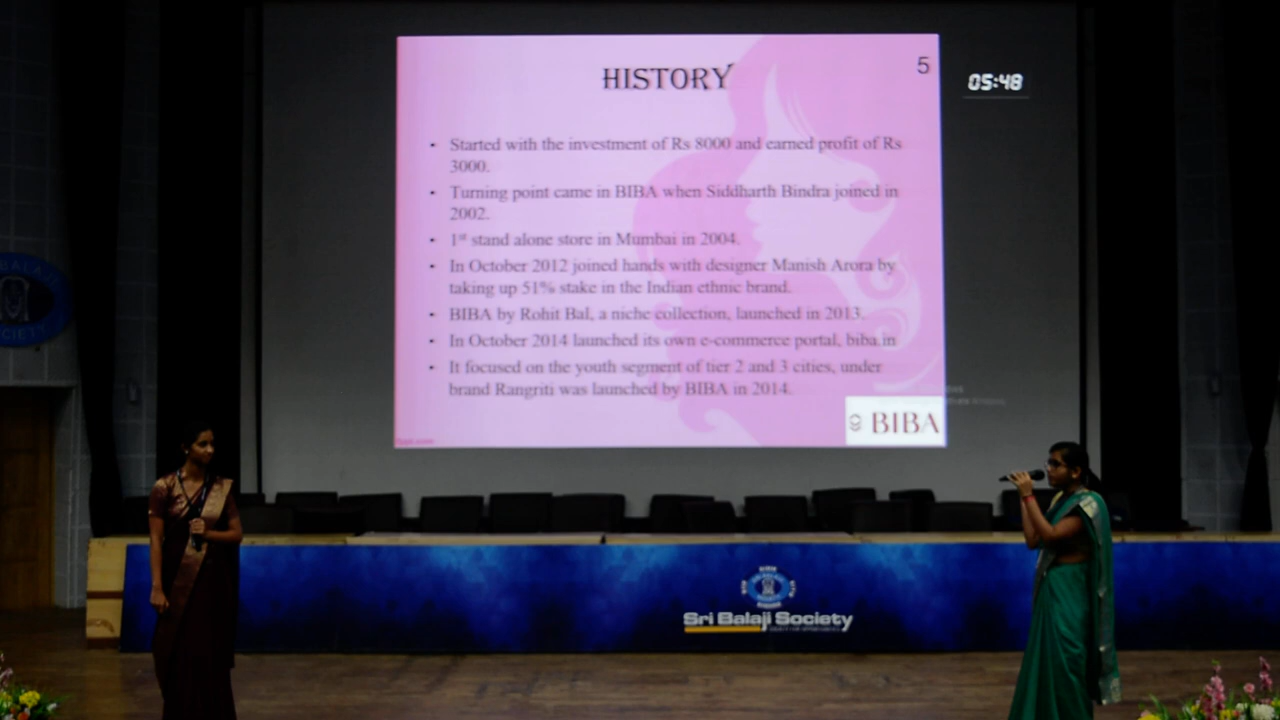 HISTORY
5
05:48
• Started with the investment of Rs 8000 and earned profit of Rs
3000.
• Turning point came in BIBA when Siddharth Bindra joined in
2002.
• 1st stand alone store in Mumbai in 2004.
• In October 2012 joined hands with designer Manish Arora by
taking up 51% stake in the Indian ethnic brand.
• BIBA by Rohit Bal, a niche collection, launched in 2013.
• In October 2014 launched its own e-commerce portal, biba.in
• It focused on the youth segment of tier 2 and 3 cities, under
brand Rangriti was launched by BIBA in 2014.
BIBA
Sri Balaji Society